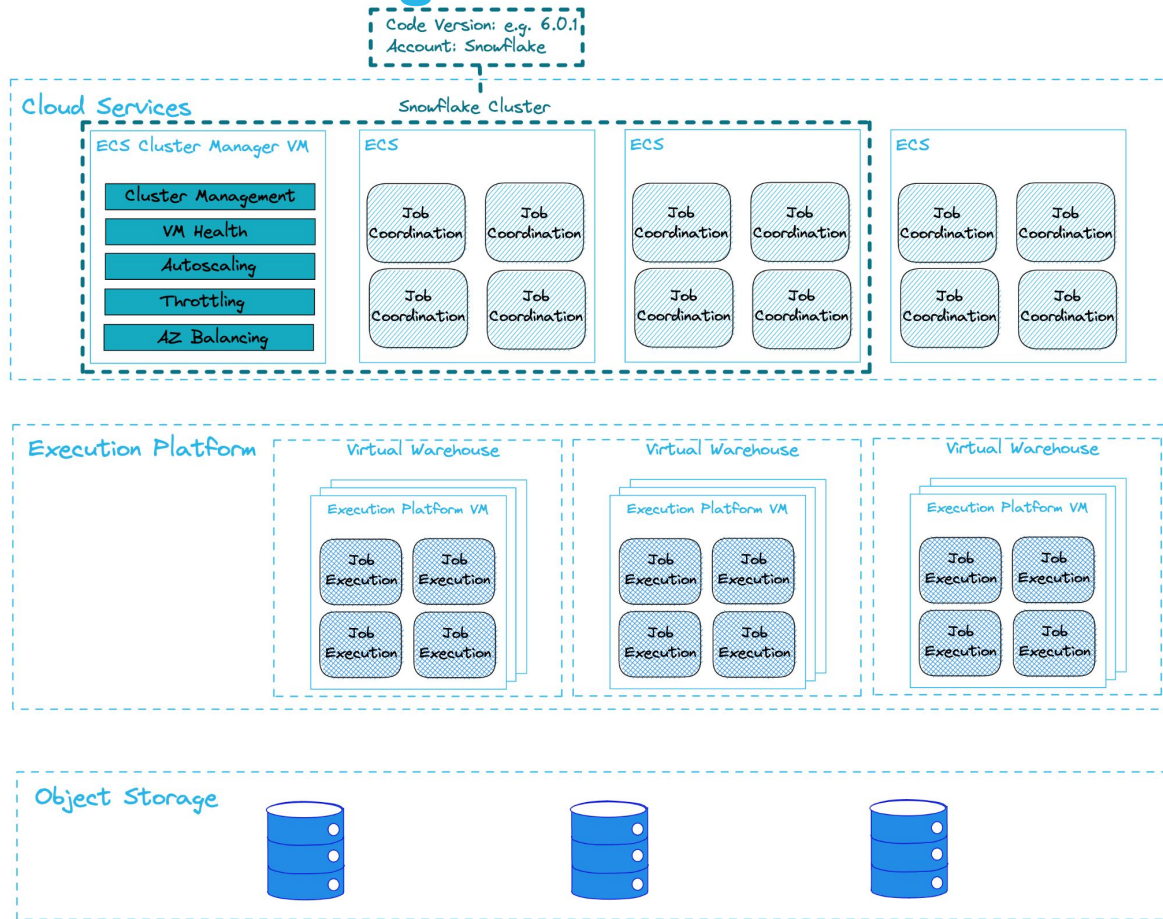 Code Version: e.g. 6.0.1
Account: Snowflake
Cloud Services
Snowflake Cluster
ECS Cluster Manager VM
Cluster Management
VM Health
Autoscaling
Throttling
AZ Balancing
ECS
Job
Coordination
Job
Coordination
Job
Coordination
Job
Coordination
ECS
Job
Coordination
Job
Coordination
Job
Coordination
Job
Coordination
ECS
Job
Coordination
Job
Coordination
Job
Coordination
Job
Coordination
Execution Platform
Virtual Warehouse
Execution Platform VM
Job
Execution
Job
Execution
Job
Execution
Job
Execution
Virtual Warehouse
Execution Platform VM
Job
Execution
Job
Execution
Job
Execution
Job
Execution
Virtual Warehouse
Execution Platform VM
Job
Execution
Job
Execution
Job
Execution
Job
Execution
Object Storage